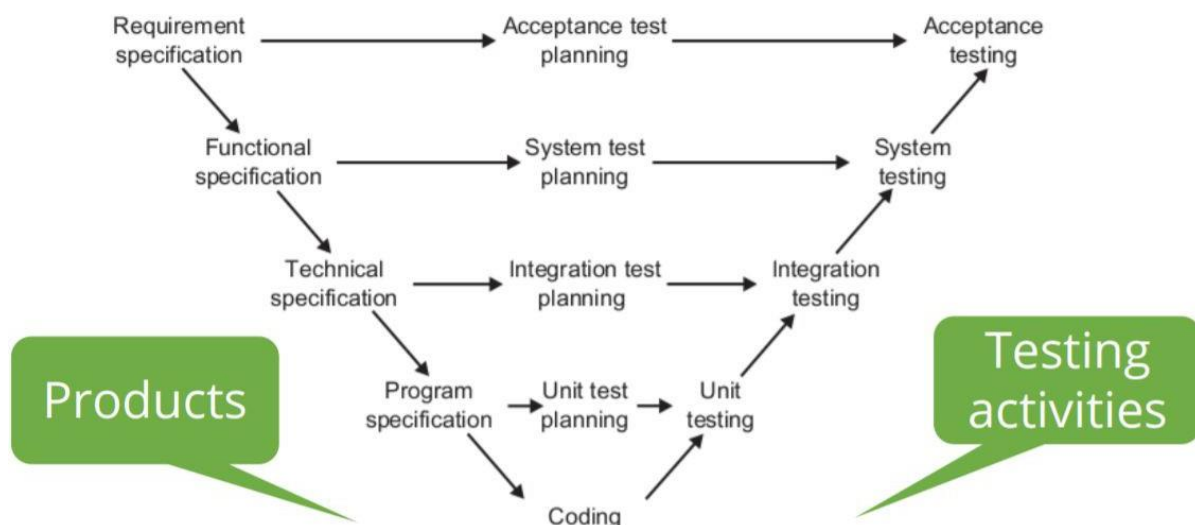 Requirement
specification
Acceptance test
planning
Acceptance
testing
Functional
specification
System test
planning
System
testing
Technical
specification
Integration test
planning
Integration
testing
Products
Testing
activities
Program
specification
Unit test
planning
Unit
testing
Coding